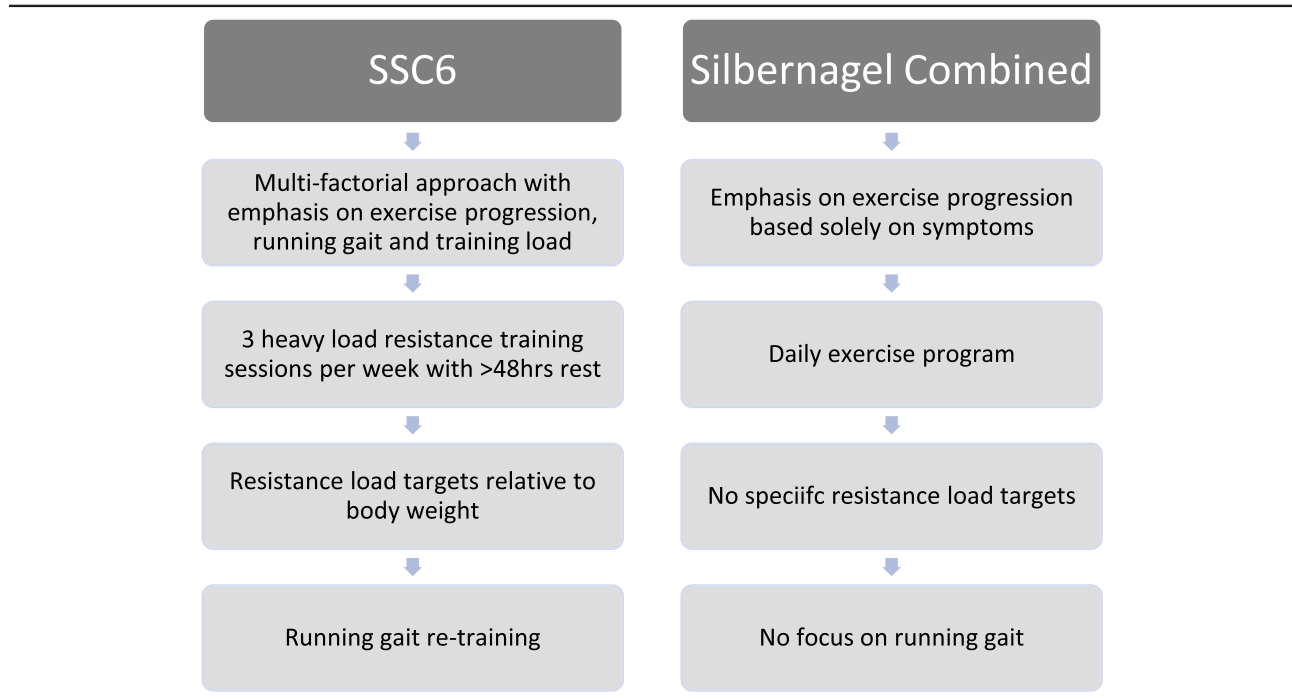 SSC6
Multi-factorial approach with
emphasis on exercise progression,
running gait and training load
3 heavy load resistance training
sessions per week with >48hrs rest
Resistance load targets relative to
body weight
Running gait re-training
Silbernagel Combined
Emphasis on exercise progression
based solely on symptoms
Daily exercise program
No speciifc resistance load targets
No focus on running gait